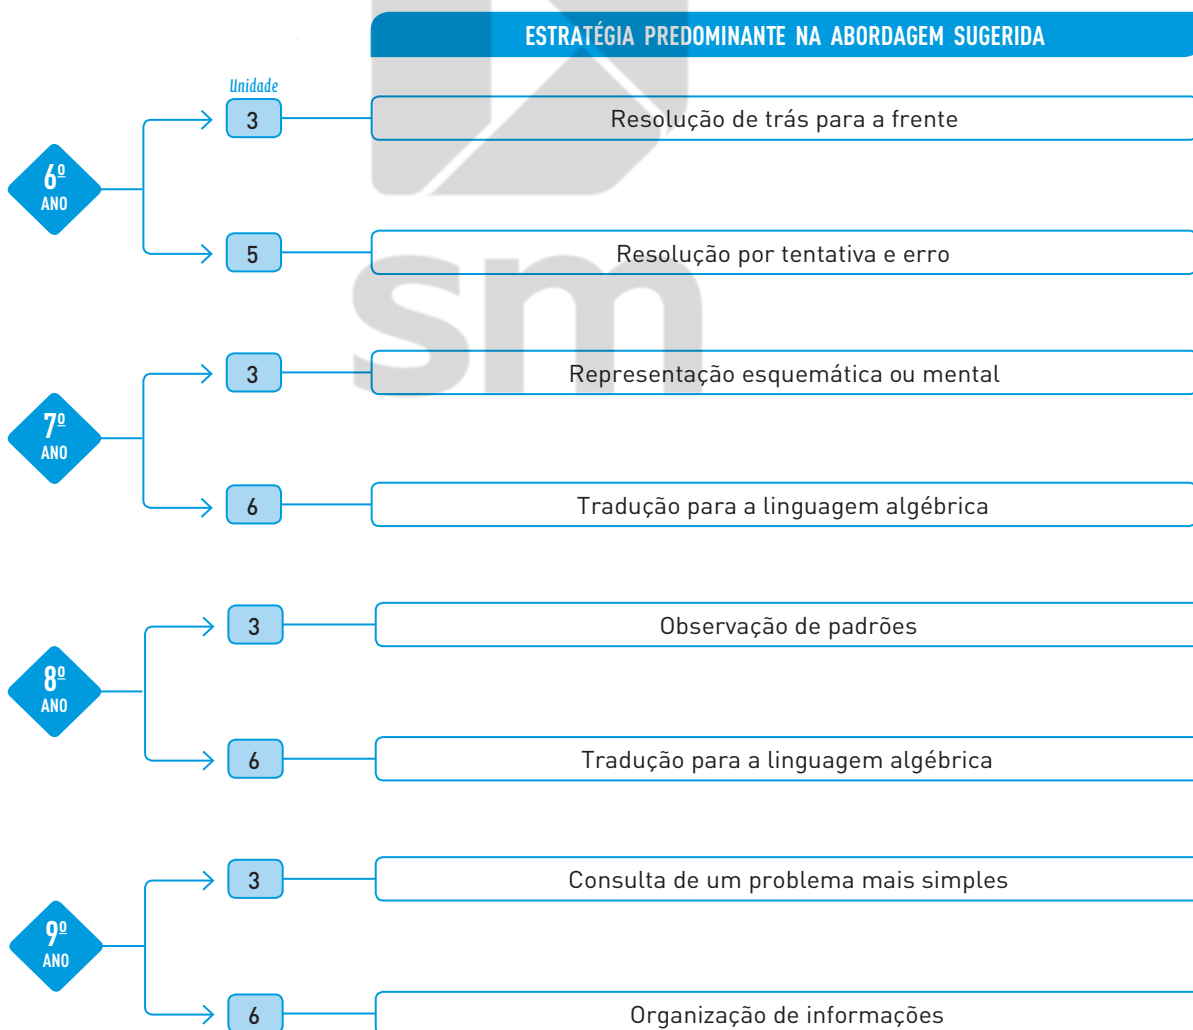 ESTRATÉGIA PREDOMINANTE NA ABORDAGEM SUGERIDA
Unidade
6º
ANO
3
Resolução de trás para a frente
5
Resolução por tentativa e erro
sm
7º
ANO
3
Representação esquemática ou mental
6
Tradução para a linguagem algébrica
8º
ANO
3
Observação de padrões
6
Tradução para a linguagem algébrica
9º
ANO
3
Consulta de um problema mais simples
6
Organização de informações